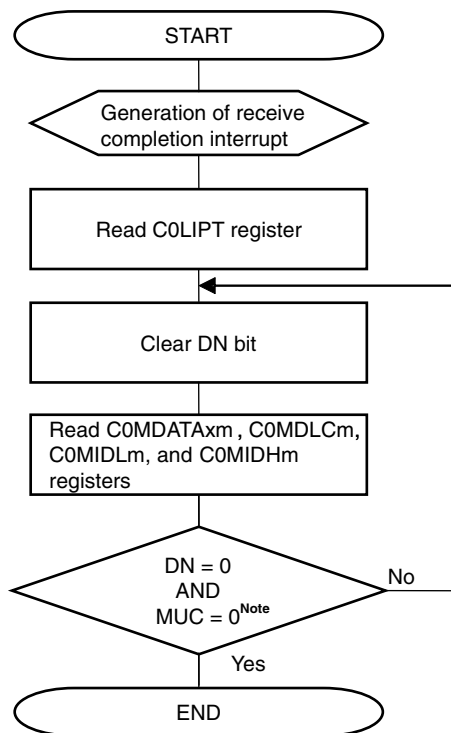 START
Generation of receive
completion interrupt
Read C0LIPT register
Clear DN bit
Read C0MDATAxm, C0MDLCm,
C0MIDLm, and C0MIDHm
registers
DN = 0
AND
MUC = 0Note
No
Yes
END